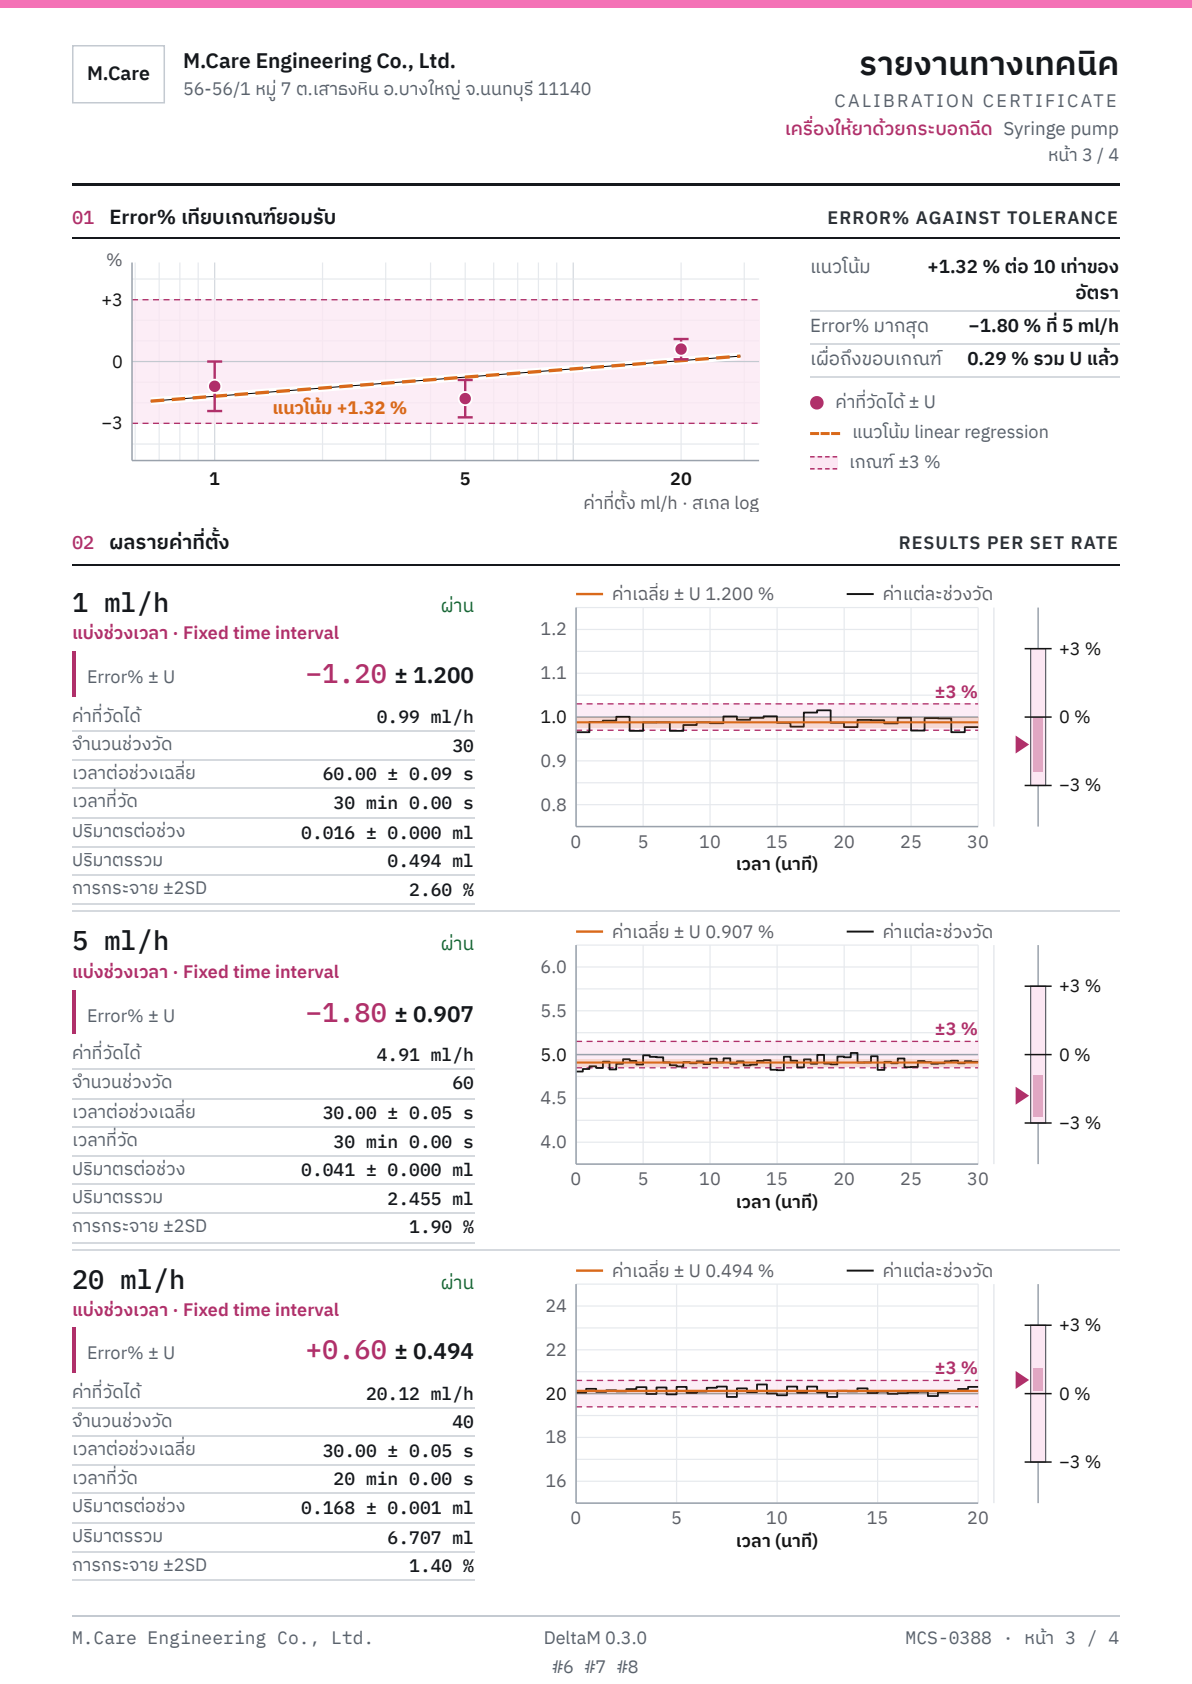 M.Care
M.Care Engineering Co., Ltd.
56-56/1 หมู่ 7 ต.เสาธงหิน อ.บางใหญ่ จ.นนทบุรี 11140
รายงานทางเทคนิค
CALIBRATION CERTIFICATE
เครื่องให้ยาด้วยกระบอกฉีด Syringe pump
หน้า 3 / 4
01 Error% เทียบเกณฑ์ยอมรับ
ERROR% AGAINST TOLERANCE
%
+3
0
−3
แนวโน้ม +1.32 %
1 5 20
ค่าที่ตั้ง ml/h · สเกล log
แนวโน้ม +1.32 % ต่อ 10 เท่าของ
อัตรา
Error% มากสุด −1.80 % ที่ 5 ml/h
เผื่อถึงขอบเกณฑ์ 0.29 % รวม U แล้ว
ค่าที่วัดได้ ± U
แนวโน้ม linear regression
เกณฑ์ ±3 %
02 ผลรายค่าที่ตั้ง
RESULTS PER SET RATE
1 ml/h ผ่าน
แบ่งช่วงเวลา · Fixed time interval
Error% ± U −1.20 ± 1.200
ค่าที่วัดได้ 0.99 ml/h
จำนวนช่วงวัด 30
เวลาต่อช่วงเฉลี่ย 60.00 ± 0.09 s
เวลาที่วัด 30 min 0.00 s
ปริมาตรต่อช่วง 0.016 ± 0.000 ml
ปริมาตรรวม 0.494 ml
การกระจาย ±2SD 2.60 %
ค่าเฉลี่ย ± U 1.200 % ค่าแต่ละช่วงวัด
1.2
1.1
1.0
0.9
0.8
±3 %
0 5 10 15 20 25 30
เวลา (นาที)
+3 %
0 %
−3 %
5 ml/h ผ่าน
แบ่งช่วงเวลา · Fixed time interval
Error% ± U −1.80 ± 0.907
ค่าที่วัดได้ 4.91 ml/h
จำนวนช่วงวัด 60
เวลาต่อช่วงเฉลี่ย 30.00 ± 0.05 s
เวลาที่วัด 30 min 0.00 s
ปริมาตรต่อช่วง 0.041 ± 0.000 ml
ปริมาตรรวม 2.455 ml
การกระจาย ±2SD 1.90 %
ค่าเฉลี่ย ± U 0.907 % ค่าแต่ละช่วงวัด
6.0
5.5
5.0
4.5
4.0
±3 %
0 5 10 15 20 25 30
เวลา (นาที)
+3 %
0 %
−3 %
20 ml/h ผ่าน
แบ่งช่วงเวลา · Fixed time interval
Error% ± U +0.60 ± 0.494
ค่าที่วัดได้ 20.12 ml/h
จำนวนช่วงวัด 40
เวลาต่อช่วงเฉลี่ย 30.00 ± 0.05 s
เวลาที่วัด 20 min 0.00 s
ปริมาตรต่อช่วง 0.168 ± 0.001 ml
ปริมาตรรวม 6.707 ml
การกระจาย ±2SD 1.40 %
ค่าเฉลี่ย ± U 0.494 % ค่าแต่ละช่วงวัด
24
22
20
18
16
±3 %
0 5 10 15 20
เวลา (นาที)
+3 %
0 %
−3 %
M.Care Engineering Co., Ltd. DeltaM 0.3.0 MCS-0388 · หน้า 3 / 4
#6 #7 #8